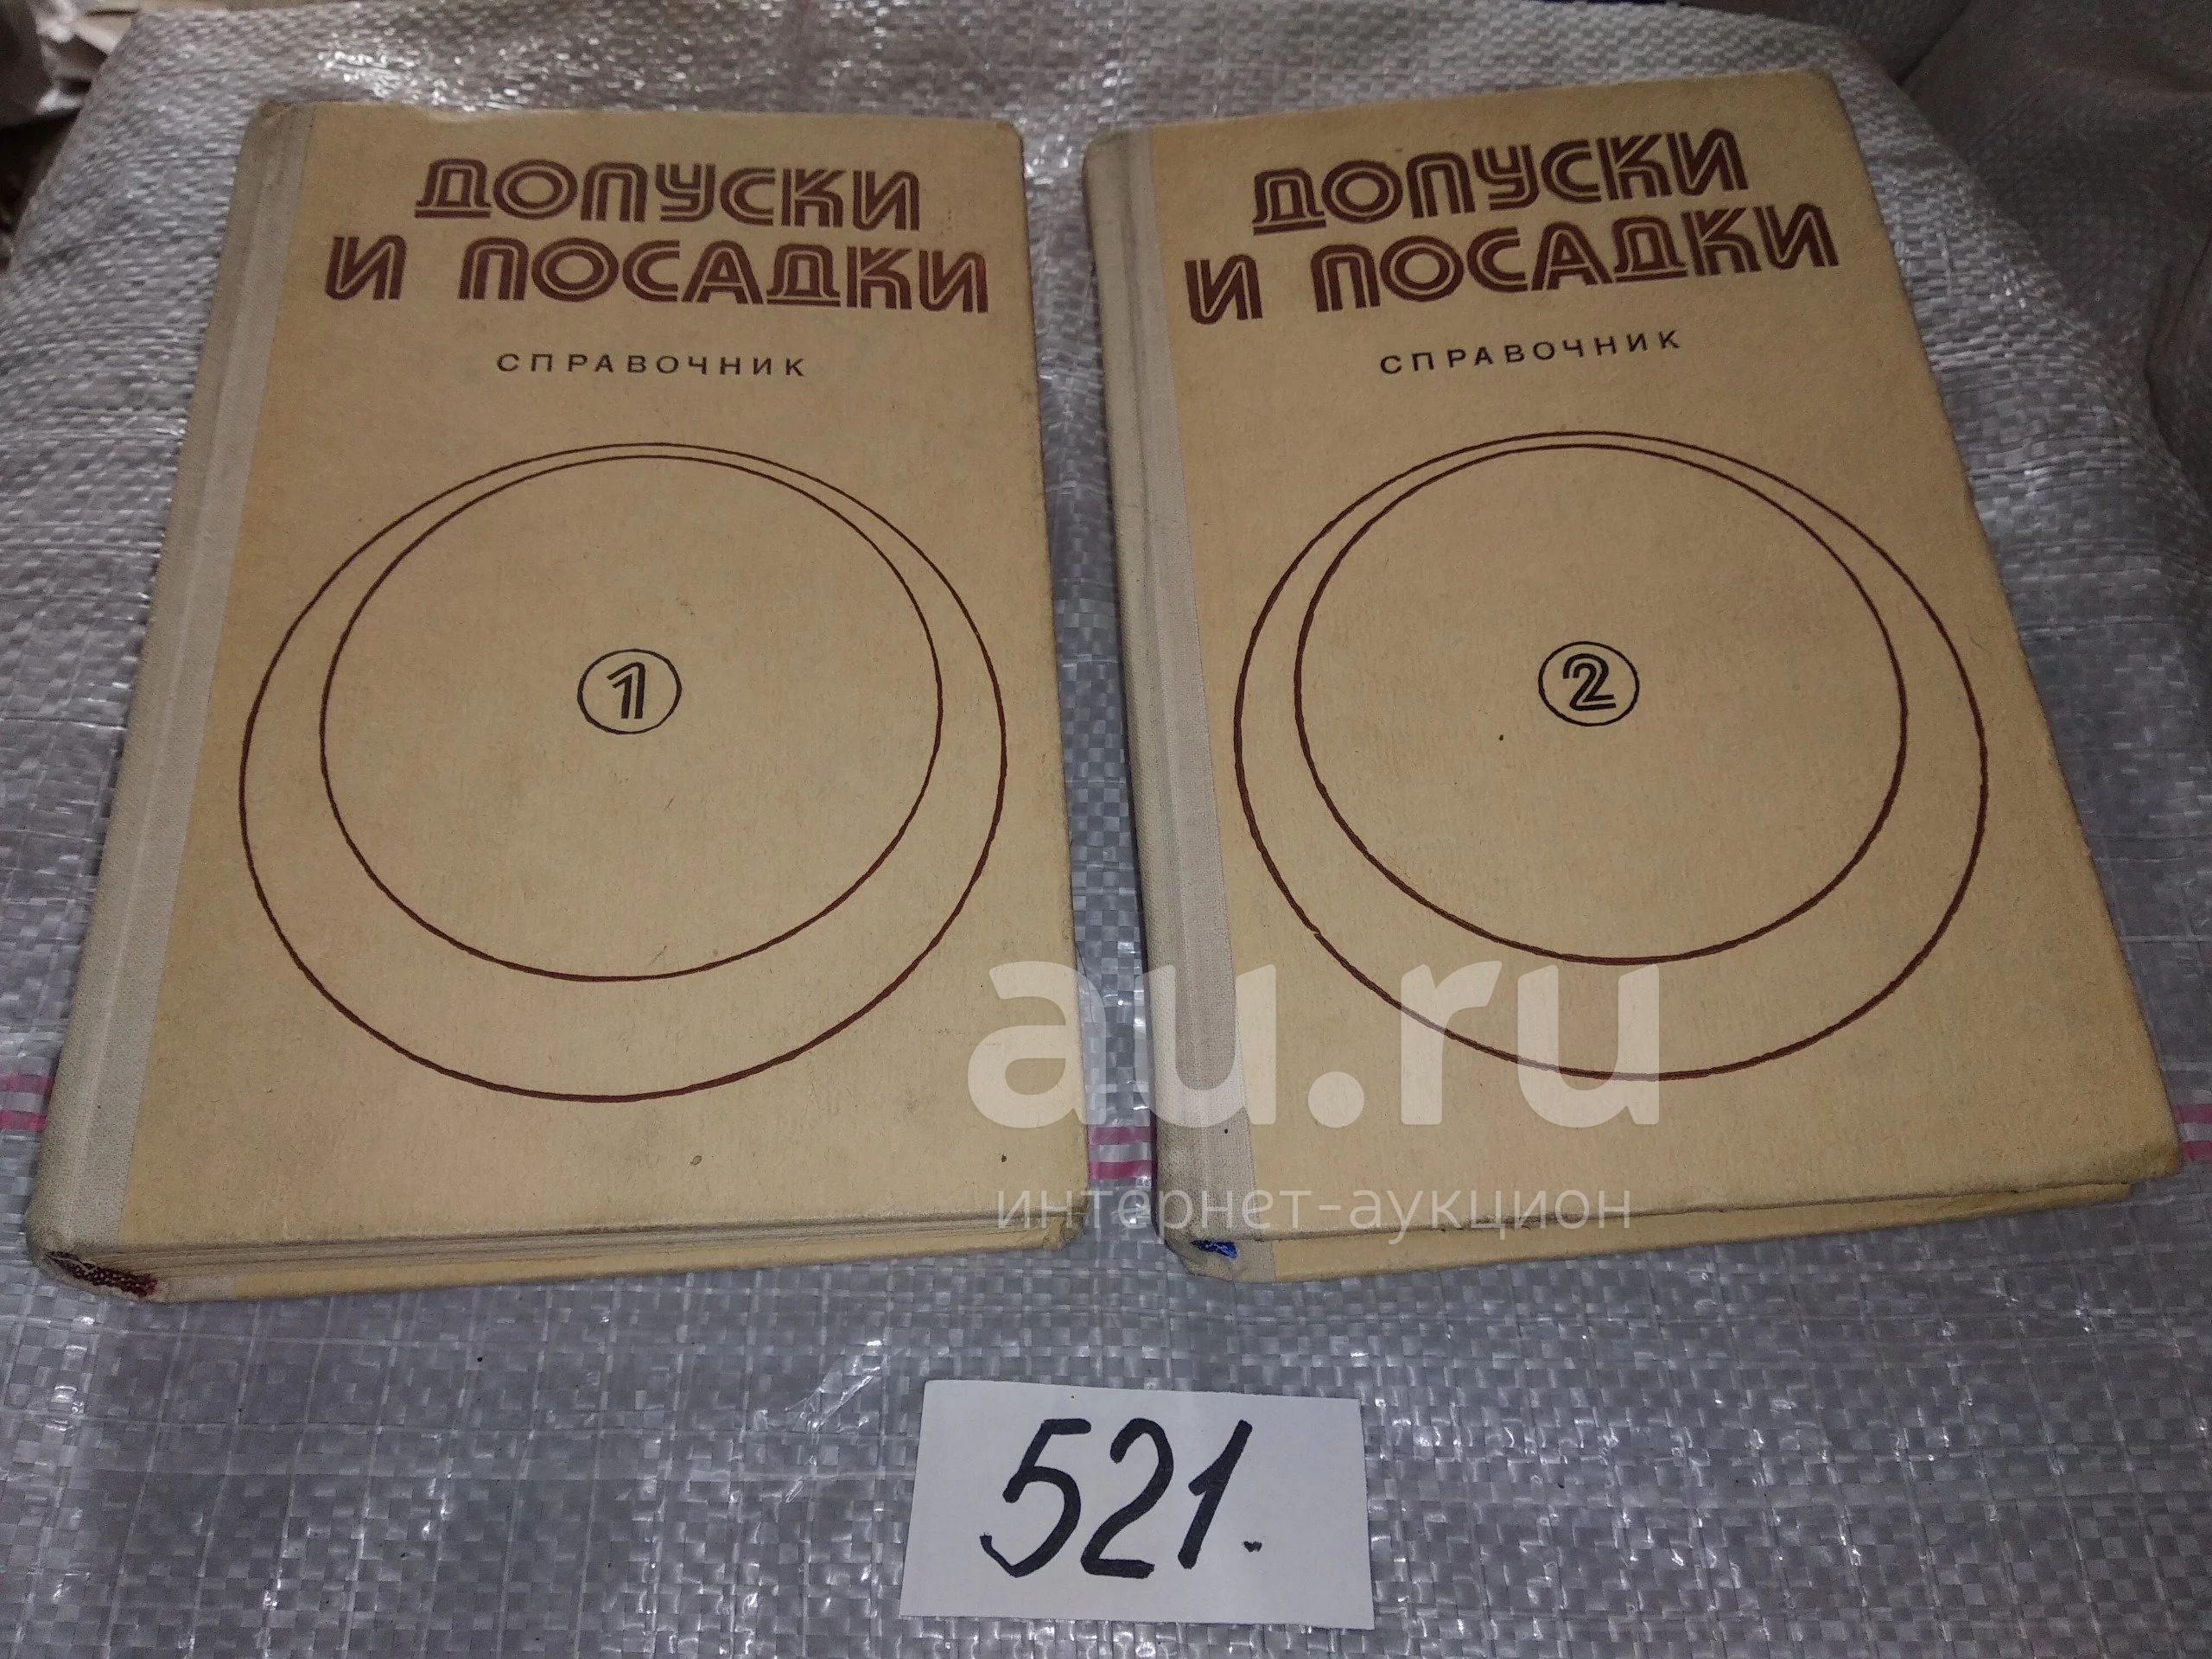 ДОПУСКИ
И ПОСАДКИ
СПРАВОЧНИК
1
ДОПУСКИ
И ПОСАДКИ
СПРАВОЧНИК
2
au.ru
интернет-аукцион
521.